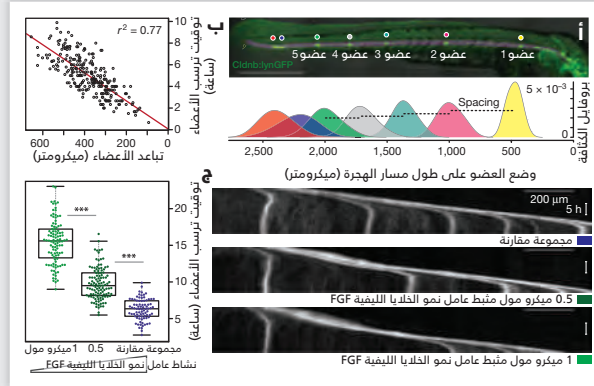 أ
عضو1
عضو 2
عضو 3
عضو 4
عضو5
Cldnb:lynGFP
5 × 10⁻³
0
Spacing
بروفايل الكثافة
0
500
1,000
1,500
2,000
2,500
وضع العضو على طول مسار الهجرة (ميكرومتر)
ب
r² = 0.77
10
8
6
4
2
0
توقيت ترسب الأعضاء
(ساعة)
600
400
200
0
تباعد الأعضاء (ميكرومتر)
ج
200 µm
5 h
مجموعة مقارنة
0.5 ميكرو مول مثبط عامل نمو الخلايا الليفية FGF
1 ميكرو مول مثبط عامل نمو الخلايا الليفية FGF
20
15
10
5
توقيت ترسب الأعضاء (ساعة)
***
***
مجموعة مقارنة
0.5
1ميكرو مول
نشاط عامل نمو الخلايا الليفية FGF